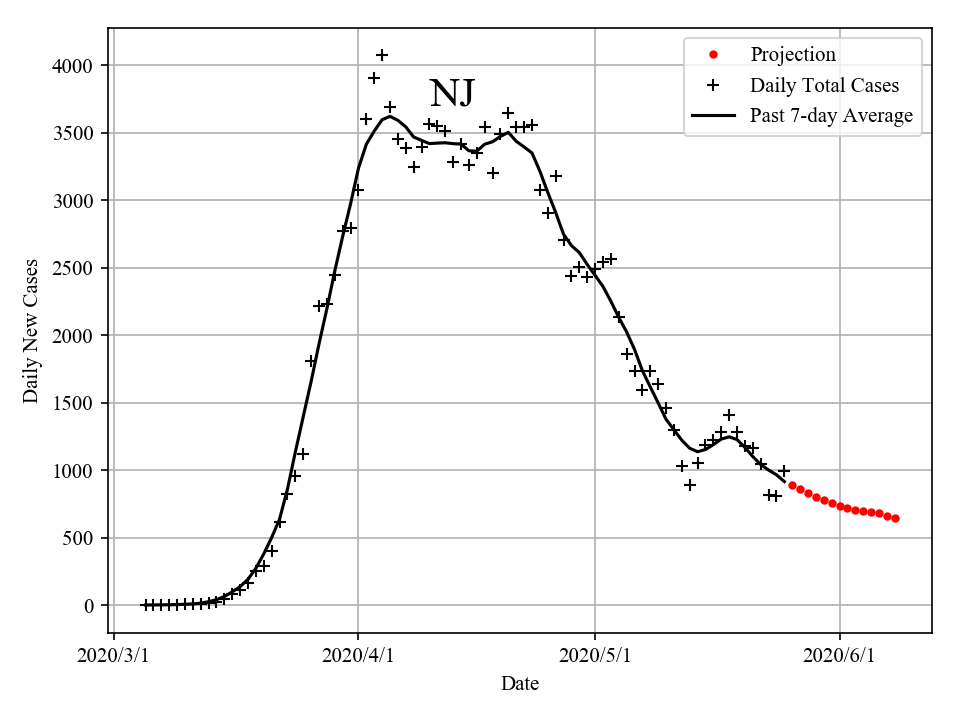 NJ
Projection
Daily Total Cases
Past 7-day Average
Daily New Cases
4000
3500
3000
2500
2000
1500
1000
500
0
2020/3/1
2020/4/1
2020/5/1
2020/6/1
Date